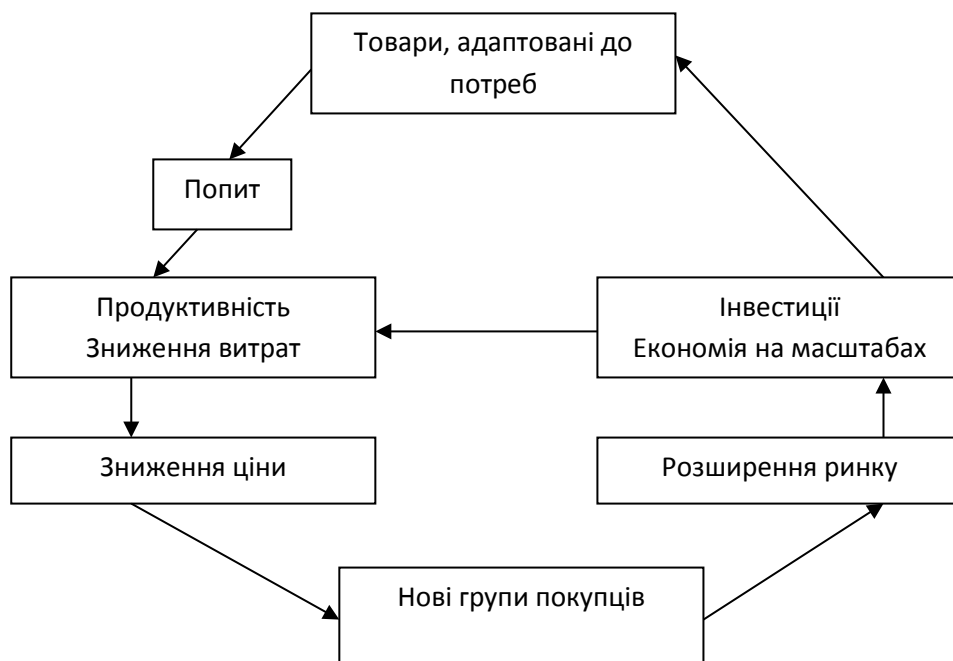 Товари, адаптовані до
потреб
Попит
Продуктивність
Зниження витрат
Інвестиції
Економія на масштабах
Зниження ціни
Розширення ринку
Нові групи покупців